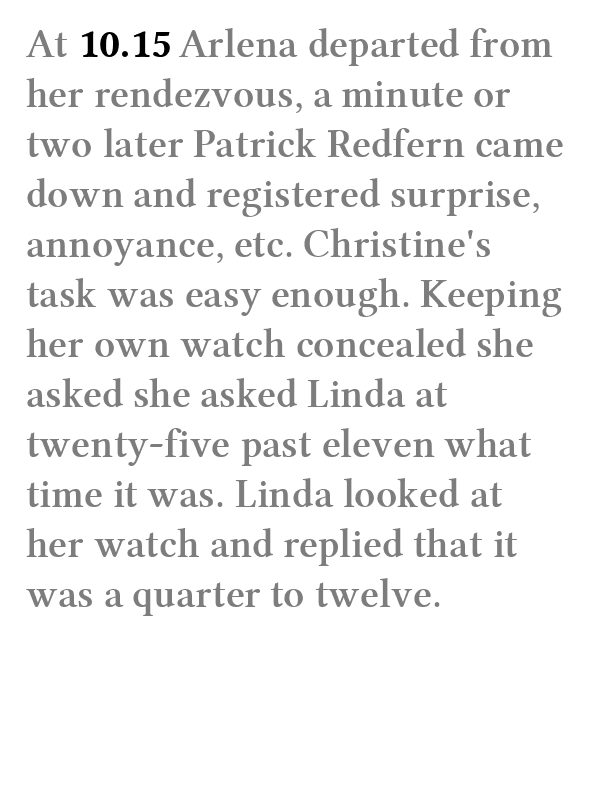 At 10.15 Arlena departed from
her rendezvous, a minute or
two later Patrick Redfern came
down and registered surprise,
annoyance, etc. Christine's
task was easy enough. Keeping
her own watch concealed she
asked she asked Linda at
twenty-five past eleven what
time it was. Linda looked at
her watch and replied that it
was a quarter to twelve.